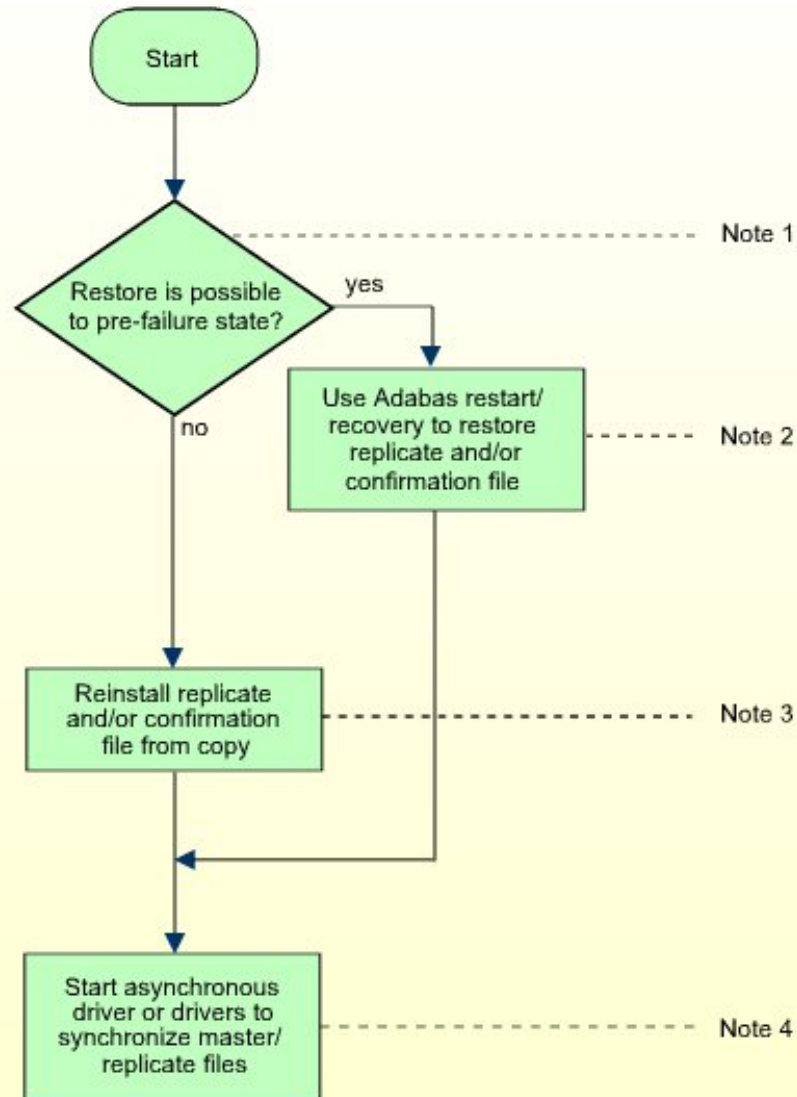 Start
Note 1
Restore is possible
to pre-failure state?
yes
no
Use Adabas restart/
recovery to restore
replicate and/or
confirmation file
Note 2
Reinstall replicate
and/or confirmation
file from copy
Note 3
Start asynchronous
driver or drivers to
synchronize master/
replicate files
Note 4